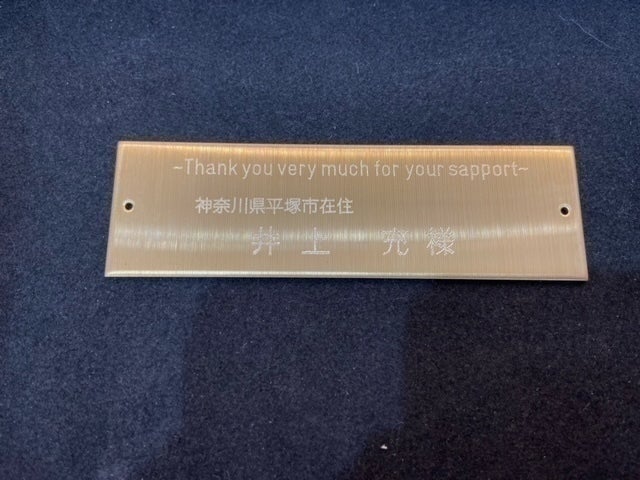 ~Thank you very much for your sapport~
神奈川県平塚市在住
井上 究様